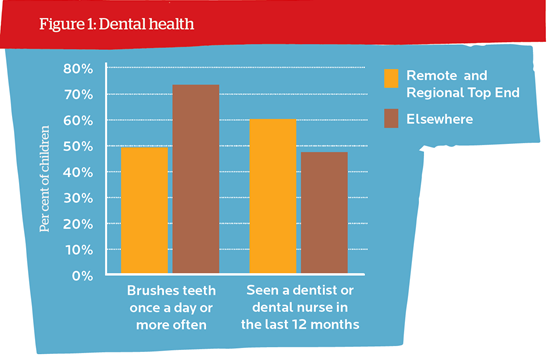 Figure 1: Dental health
Per cent of children
80%
70%
60%
50%
40%
30%
20%
10%
0%
Brushes teeth
once a day or
more often
Seen a dentist or
dental nurse in
the last 12 months
Remote and
Regional Top End
Elsewhere